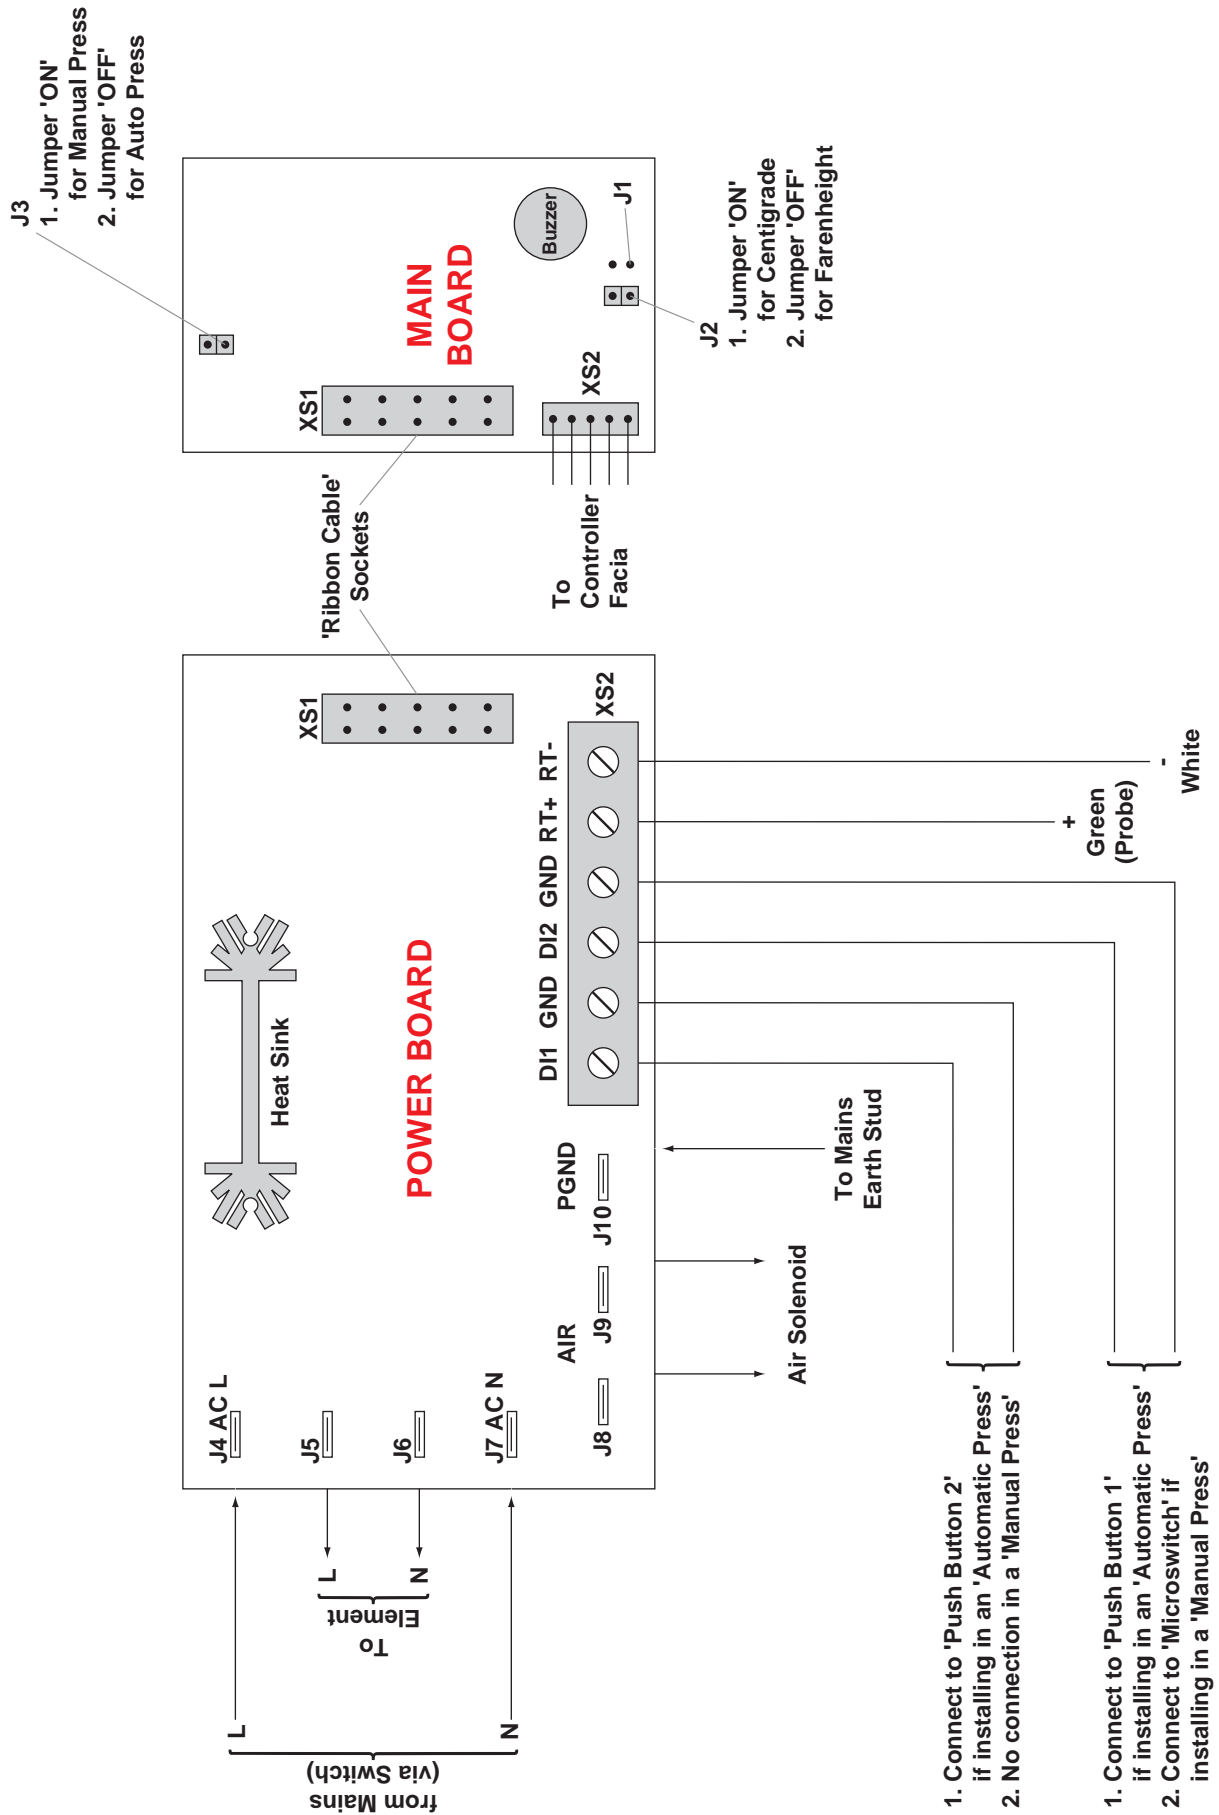 J3
1. Jumper 'ON'
for Manual Press
2. Jumper 'OFF'
for Auto Press
XS1
MAIN
BOARD
Buzzer
J1
XS2
J2
1. Jumper 'ON'
for Centigrade
2. Jumper 'OFF'
for Farenheight
'Ribbon Cable'
Sockets
To
Controller
Facia
XS1
Heat Sink
POWER BOARD
J4 AC L
J5
J6
J7 AC N
J8
AIR
J9
J10
PGND
DI1
GND
DI2
GND
RT+
RT-
XS2
from Mains
(via Switch)
L
N
To
Element
L
N
Air Solenoid
To Mains
Earth Stud
+
Green
(Probe)
-
White
1. Connect to 'Push Button 2'
if installing in an 'Automatic Press'
2. No connection in a 'Manual Press'
1. Connect to 'Push Button 1'
if installing in an 'Automatic Press'
2. Connect to 'Microswitch' if
installing in a 'Manual Press'